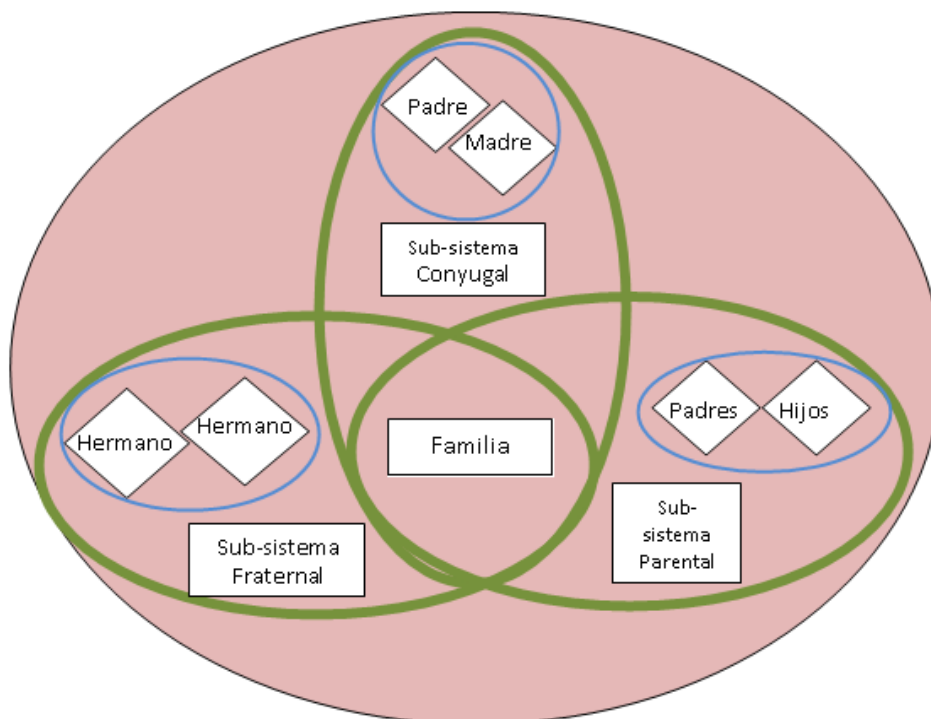 Padre
Madre
Sub-sistema
Conyugal
Hermano
Hermano
Padres
Hijos
Familia
Sub-sistema
Fraternal
Sub-
sistema
Parental